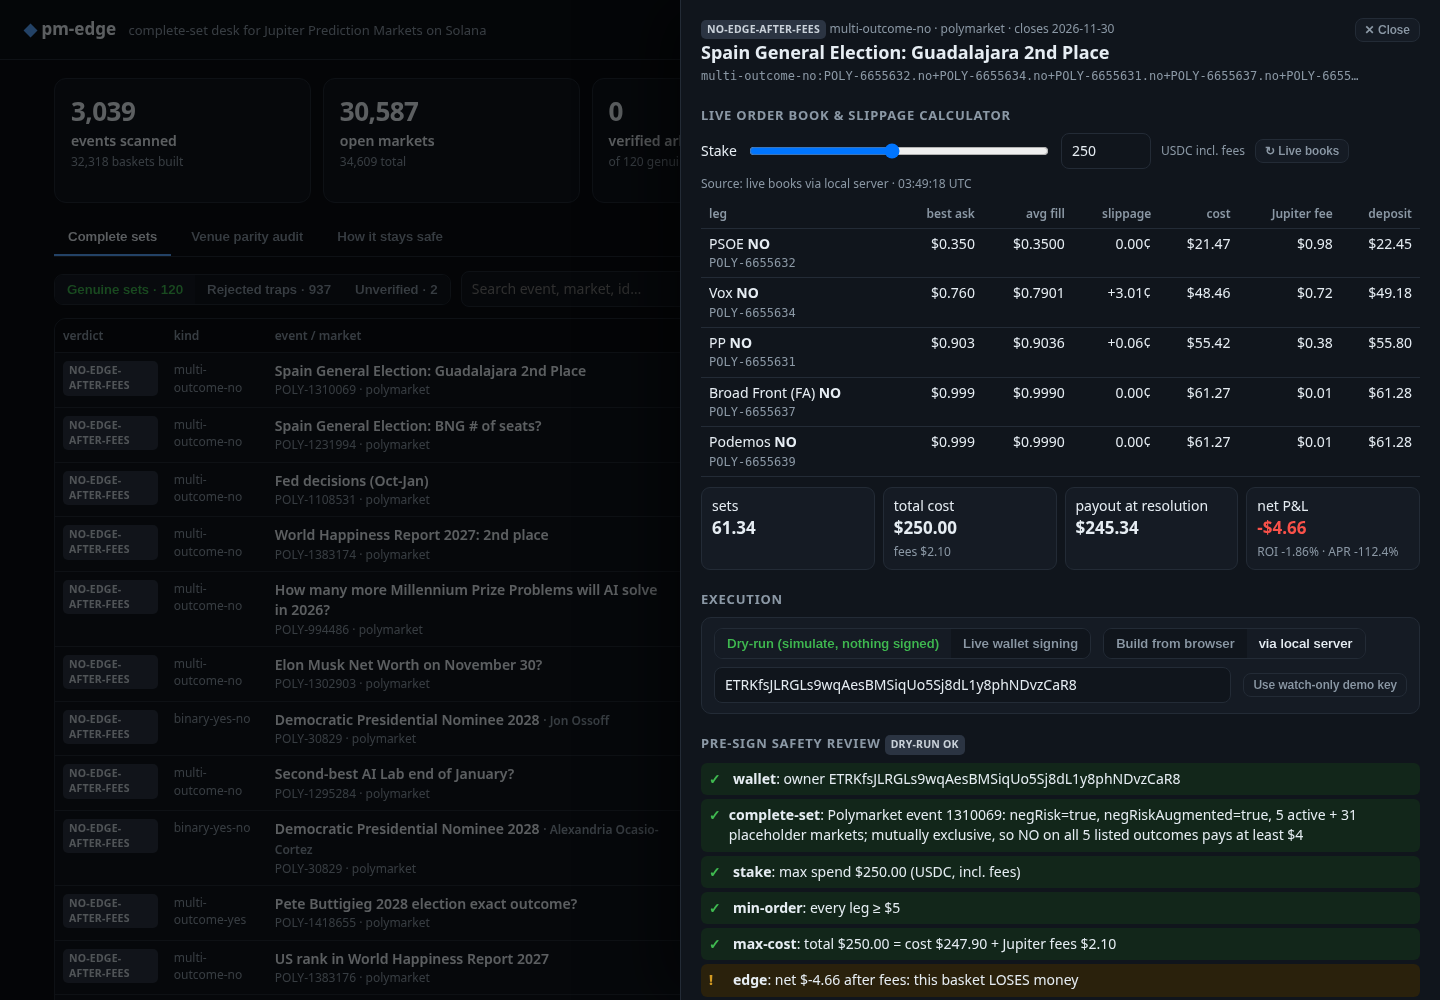 pm-edge complete-set desk for Jupiter Prediction Markets on Solana
3,039
events scanned
32,318 baskets built
30,587
open markets
34,609 total
0
verified ar
of 120 genui
Complete sets Venue parity audit How it stays safe
Genuine sets · 120 Rejected traps · 937 Unverified · 2 Search event, market, id...
verdict kind event / market
NO-EDGE-AFTER-FEES multi-outcome-no Spain General Election: Guadalajara 2nd Place
POLY-1310069 · polymarket
NO-EDGE-AFTER-FEES multi-outcome-no Spain General Election: BNG # of seats?
POLY-1231994 · polymarket
NO-EDGE-AFTER-FEES multi-outcome-no Fed decisions (Oct-Jan)
POLY-1108531 · polymarket
NO-EDGE-AFTER-FEES multi-outcome-no World Happiness Report 2027: 2nd place
POLY-1383174 · polymarket
NO-EDGE-AFTER-FEES multi-outcome-no How many more Millennium Prize Problems will AI solve
in 2026?
POLY-994486 · polymarket
NO-EDGE-AFTER-FEES multi-outcome-no Elon Musk Net Worth on November 30?
POLY-1302903 · polymarket
NO-EDGE-AFTER-FEES binary-yes-no Democratic Presidential Nominee 2028 · Jon Ossoff
POLY-30829 · polymarket
NO-EDGE-AFTER-FEES multi-outcome-no Second-best AI Lab end of January?
POLY-1295284 · polymarket
NO-EDGE-AFTER-FEES binary-yes-no Democratic Presidential Nominee 2028 · Alexandria Ocasio-
Cortez
POLY-30829 · polymarket
NO-EDGE-AFTER-FEES multi-outcome-yes Pete Buttigieg 2028 election exact outcome?
POLY-1418655 · polymarket
NO-EDGE-AFTER-FEES multi-outcome-no US rank in World Happiness Report 2027
POLY-1383176 · polymarket
NO-EDGE-AFTER-FEES multi-outcome-no · polymarket · closes 2026-11-30 ✕ Close
Spain General Election: Guadalajara 2nd Place
multi-outcome-no:POLY-6655632.no+POLY-6655634.no+POLY-6655631.no+POLY-6655637.no+POLY-6655…
LIVE ORDER BOOK & SLIPPAGE CALCULATOR
Stake 250 USDC incl. fees ↻ Live books
Source: live books via local server · 03:49:18 UTC
leg best ask avg fill slippage cost Jupiter fee deposit
PSOE NO $0.350 $0.3500 0.00¢ $21.47 $0.98 $22.45
POLY-6655632
Vox NO $0.760 $0.7901 +3.01¢ $48.46 $0.72 $49.18
POLY-6655634
PP NO $0.903 $0.9036 +0.06¢ $55.42 $0.38 $55.80
POLY-6655631
Broad Front (FA) NO $0.999 $0.9990 0.00¢ $61.27 $0.01 $61.28
POLY-6655637
Podemos NO $0.999 $0.9990 0.00¢ $61.27 $0.01 $61.28
POLY-6655639
sets
61.34
total cost
$250.00
fees $2.10
payout at resolution
$245.34
net P&L
-$4.66
ROI -1.86% · APR -112.4%
EXECUTION
Dry-run (simulate, nothing signed) Live wallet signing Build from browser via local server
ETRKfsJLRGLs9wqAesBMSiqUo5Sj8dL1y8phNDvzCaR8 Use watch-only demo key
PRE-SIGN SAFETY REVIEW DRY-RUN OK
✓ wallet: owner ETRKfsJLRGLs9wqAesBMSiqUo5Sj8dL1y8phNDvzCaR8
✓ complete-set: Polymarket event 1310069: negRisk=true, negRiskAugmented=true, 5 active + 31
placeholder markets; mutually exclusive, so NO on all 5 listed outcomes pays at least $4
✓ stake: max spend $250.00 (USDC, incl. fees)
✓ min-order: every leg ≥ $5
✓ max-cost: total $250.00 = cost $247.90 + Jupiter fees $2.10
! edge: net $-4.66 after fees: this basket LOSES money